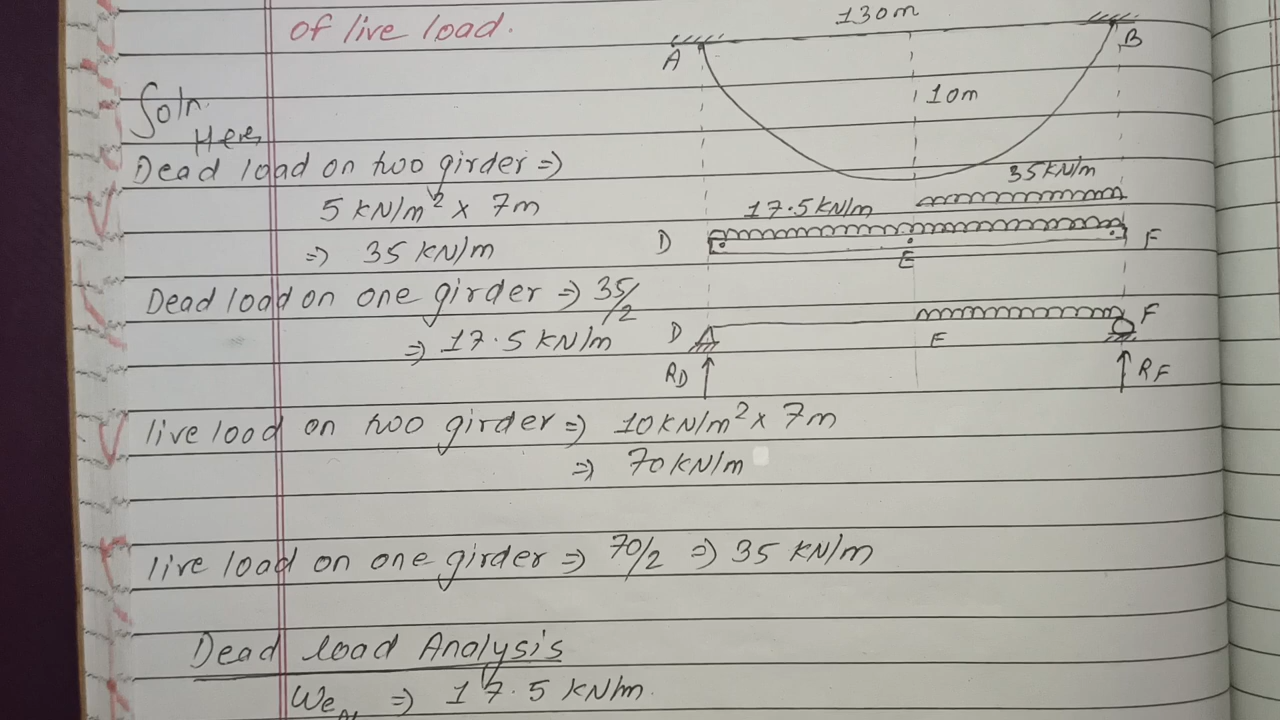 of live load.
130m
A
B
10m
Soln.
Here,
Dead load on two girder ⇒
5 KN/m² x 7m
⇒ 35 KN/m
35KN/m
17.5KN/m
D
E
F
Dead load on one girder ⇒ 35/2
⇒ 17.5 KN/m
D
E
F
RD
RF
live load on two girder ⇒ 10KN/m² x 7m
⇒ 70KN/m
live load on one girder ⇒ 70/2 ⇒ 35 KN/m
Dead load Analysis
⇒ 17.5 KN/m.